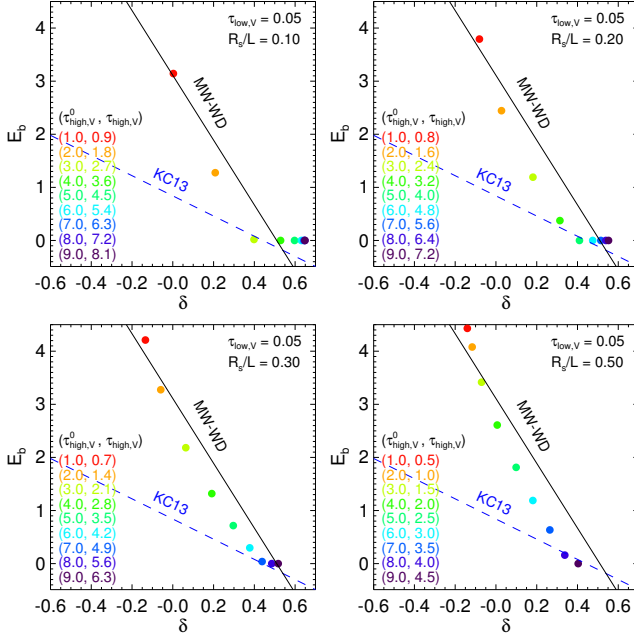 τlow,V = 0.05
Rs/L = 0.10
4
3
2
1
0
Eb
MW-WD
KC13
(τ⁰high,V , τhigh,V)
(1.0, 0.9)
(2.0, 1.8)
(3.0, 2.7)
(4.0, 3.6)
(5.0, 4.5)
(6.0, 5.4)
(7.0, 6.3)
(8.0, 7.2)
(9.0, 8.1)
-0.6 -0.4 -0.2 -0.0 0.2 0.4 0.6
δ
τlow,V = 0.05
Rs/L = 0.20
4
3
2
1
0
Eb
MW-WD
KC13
(τ⁰high,V , τhigh,V)
(1.0, 0.8)
(2.0, 1.6)
(3.0, 2.4)
(4.0, 3.2)
(5.0, 4.0)
(6.0, 4.8)
(7.0, 5.6)
(8.0, 6.4)
(9.0, 7.2)
-0.6 -0.4 -0.2 -0.0 0.2 0.4 0.6
δ
τlow,V = 0.05
Rs/L = 0.30
4
3
2
1
0
Eb
MW-WD
KC13
(τ⁰high,V , τhigh,V)
(1.0, 0.7)
(2.0, 1.4)
(3.0, 2.1)
(4.0, 2.8)
(5.0, 3.5)
(6.0, 4.2)
(7.0, 4.9)
(8.0, 5.6)
(9.0, 6.3)
-0.6 -0.4 -0.2 -0.0 0.2 0.4 0.6
δ
τlow,V = 0.05
Rs/L = 0.50
4
3
2
1
0
Eb
MW-WD
KC13
(τ⁰high,V , τhigh,V)
(1.0, 0.5)
(2.0, 1.0)
(3.0, 1.5)
(4.0, 2.0)
(5.0, 2.5)
(6.0, 3.0)
(7.0, 3.5)
(8.0, 4.0)
(9.0, 4.5)
-0.6 -0.4 -0.2 -0.0 0.2 0.4 0.6
δ